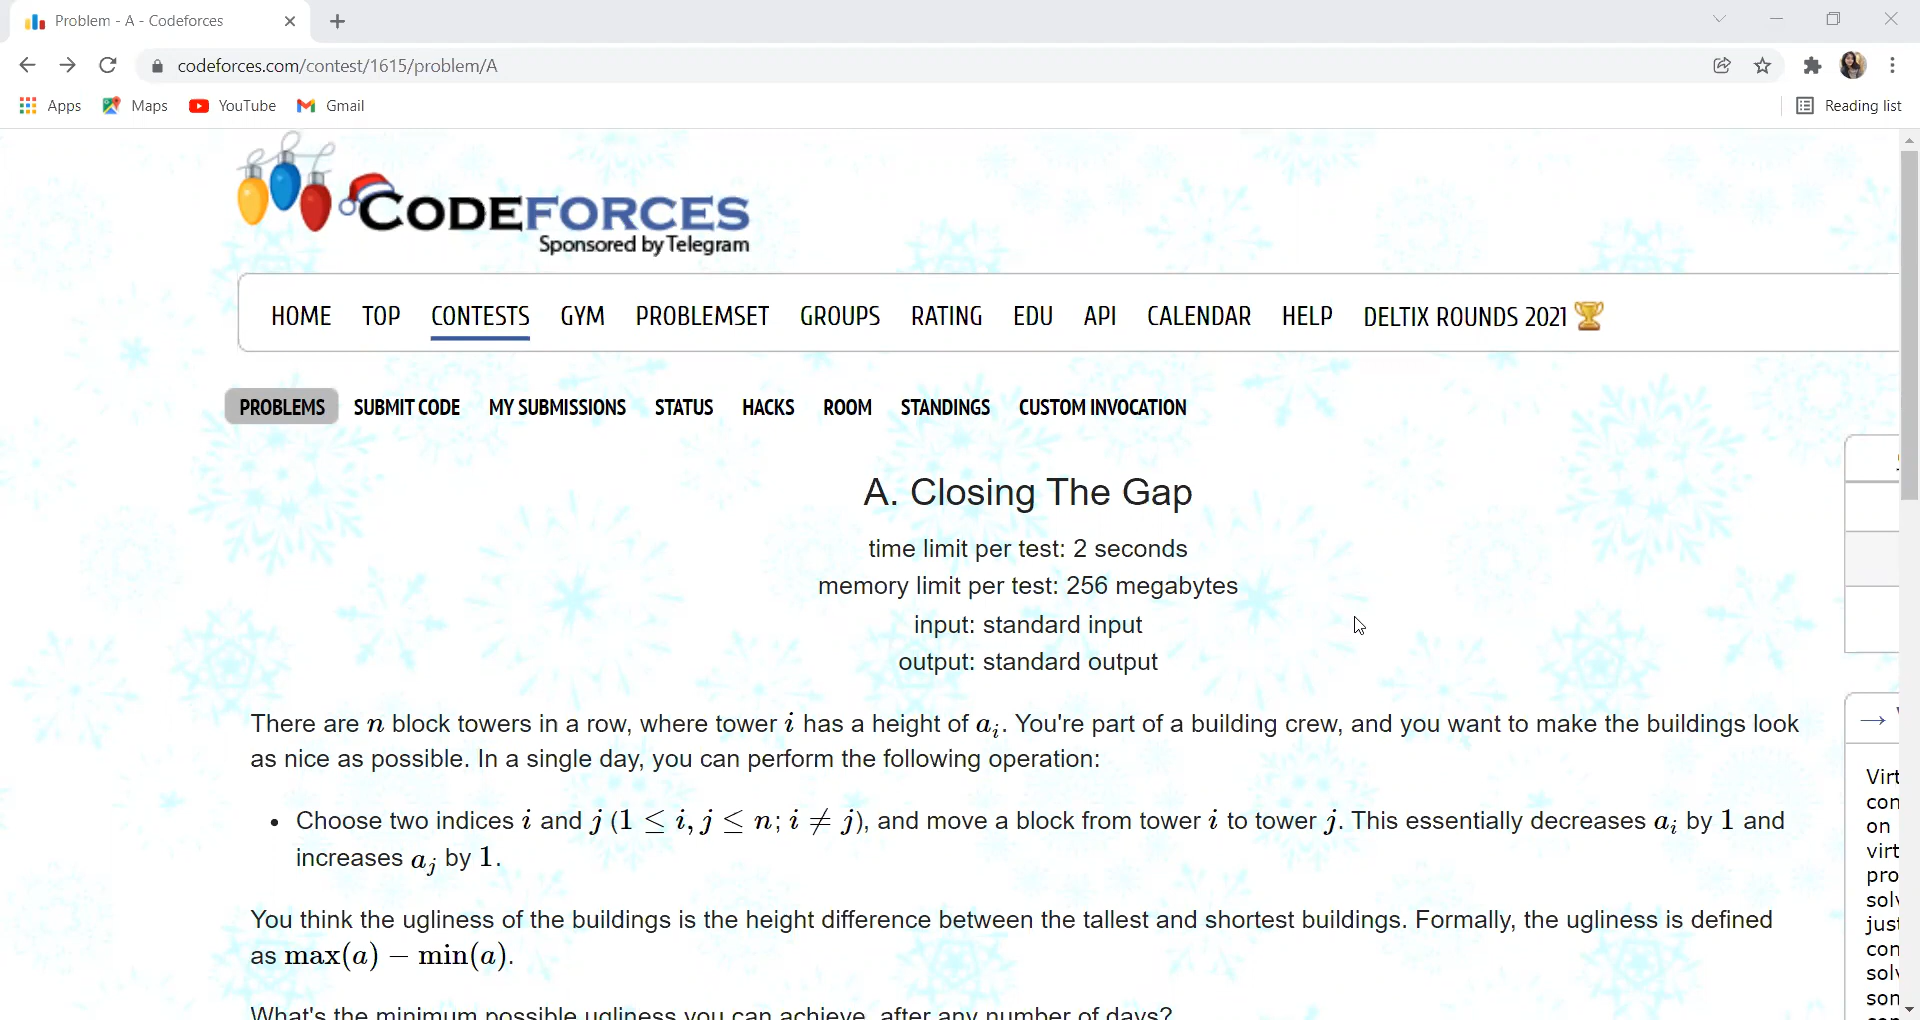 Problem - A - Codeforces
codeforces.com/contest/1615/problem/A
Apps Maps YouTube Gmail Reading list
CODEFORCES
Sponsored by Telegram
HOME TOP CONTESTS GYM PROBLEMSET GROUPS RATING EDU API CALENDAR HELP DELTIX ROUNDS 2021
PROBLEMS SUBMIT CODE MY SUBMISSIONS STATUS HACKS ROOM STANDINGS CUSTOM INVOCATION
A. Closing The Gap
time limit per test: 2 seconds
memory limit per test: 256 megabytes
input: standard input
output: standard output
There are n block towers in a row, where tower i has a height of aᵢ. You're part of a building crew, and you want to make the buildings look
as nice as possible. In a single day, you can perform the following operation:
• Choose two indices i and j (1 ≤ i, j ≤ n; i ≠ j), and move a block from tower i to tower j. This essentially decreases aᵢ by 1 and
increases aⱼ by 1.
You think the ugliness of the buildings is the height difference between the tallest and shortest buildings. Formally, the ugliness is defined
as max(a) − min(a).
What's the minimum possible ugliness you can achieve, after any number of days?
→
Virt
con
on
virt
pro
solv
just
con
solv
son